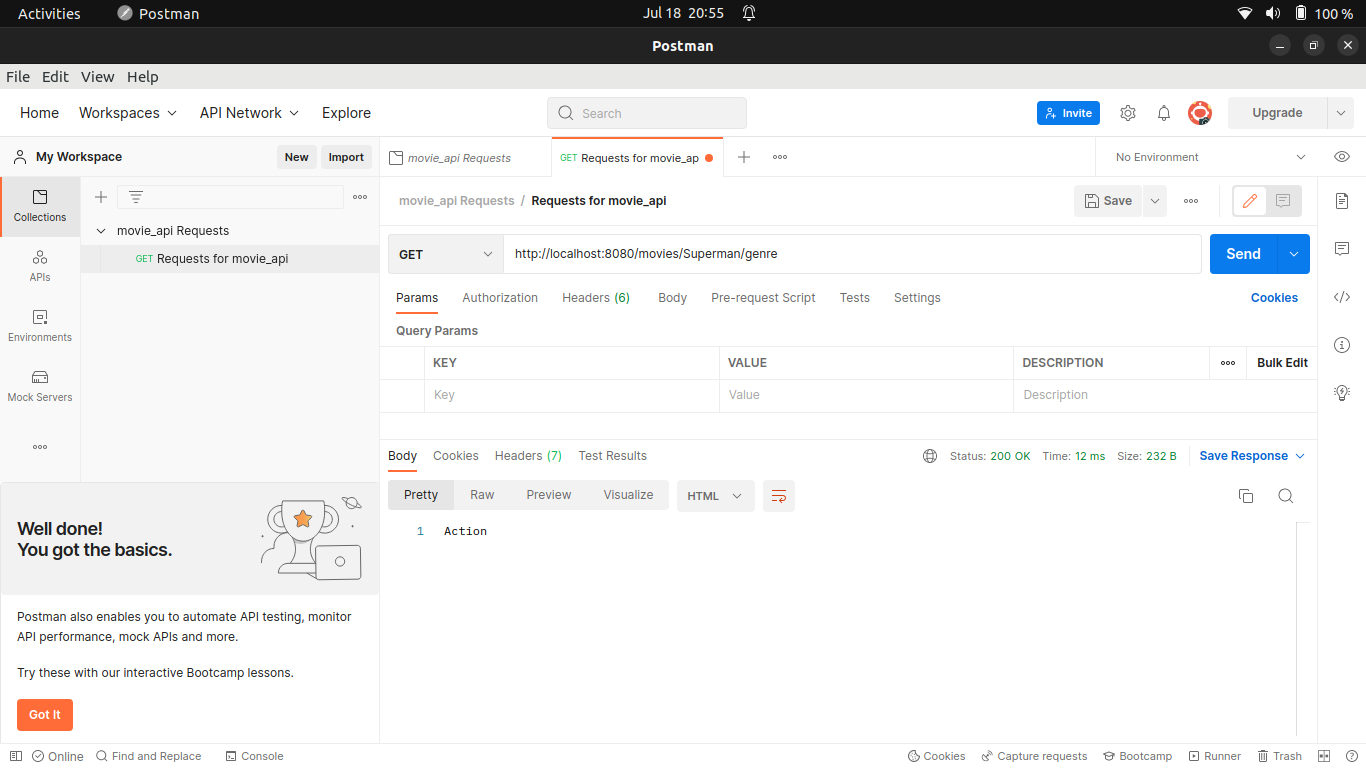 Activities Postman Jul 18 20:55 100 %
Postman
File Edit View Help
Home Workspaces API Network Explore Search Invite Upgrade
My Workspace New Import movie_api Requests GET Requests for movie_ap No Environment
Collections
APIs
Environments
Mock Servers
movie_api Requests
GET Requests for movie_api
Well done!
You got the basics.
Postman also enables you to automate API testing, monitor
API performance, mock APIs and more.
Try these with our interactive Bootcamp lessons.
Got It
movie_api Requests / Requests for movie_api Save
GET http://localhost:8080/movies/Superman/genre Send
Params Authorization Headers (6) Body Pre-request Script Tests Settings Cookies
Query Params
KEY VALUE DESCRIPTION Bulk Edit
Key Value Description
Body Cookies Headers (7) Test Results Status: 200 OK Time: 12 ms Size: 232 B Save Response
Pretty Raw Preview Visualize HTML
1 Action
Online Find and Replace Console Cookies Capture requests Bootcamp Runner Trash